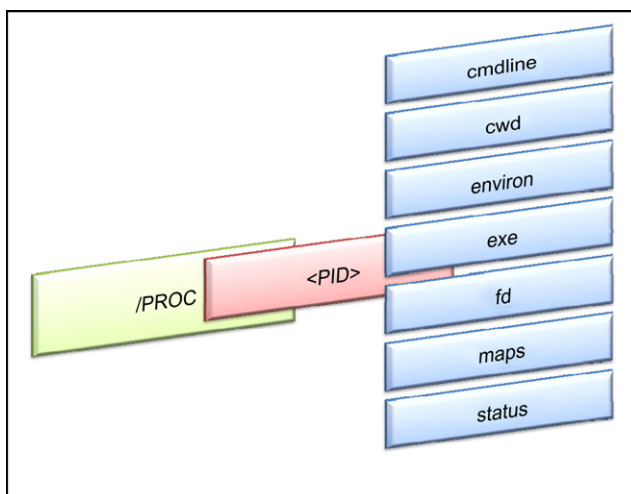 /PROC
<PID>
cmdline
cwd
environ
exe
fd
maps
status